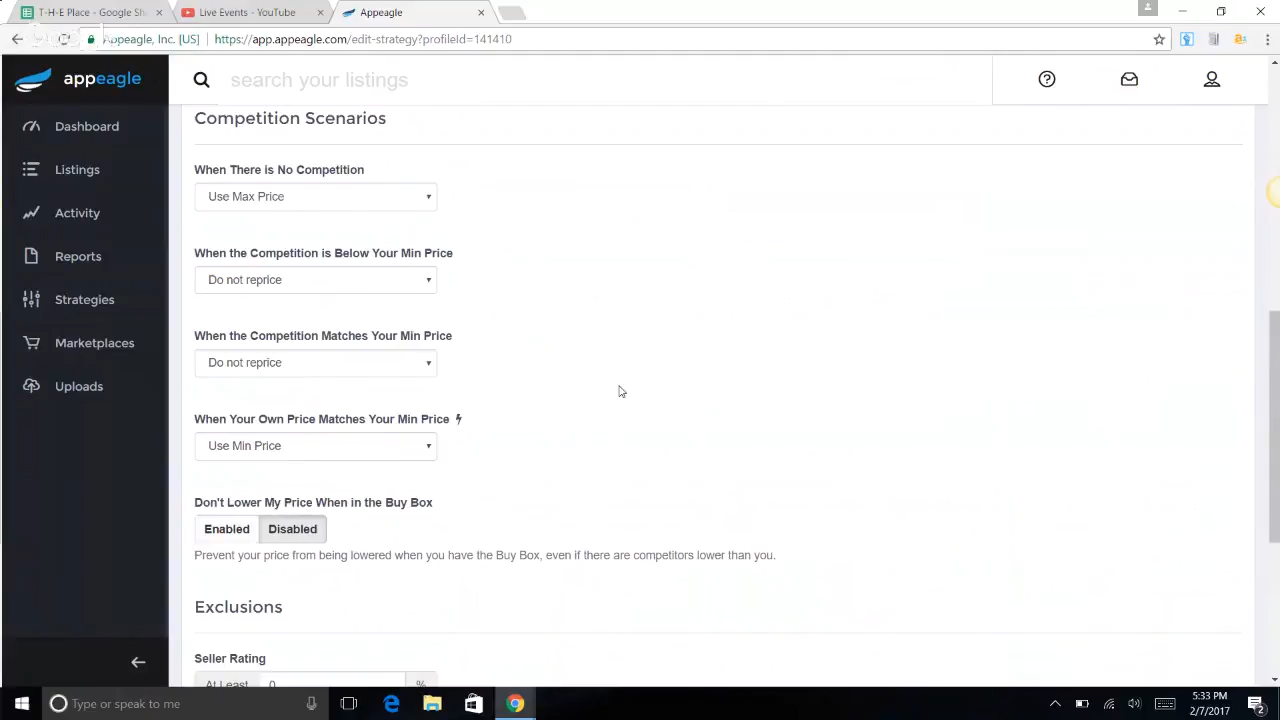 T-H-E Place - Google She
Live Events - YouTube
Appeagle
Appeagle, Inc. [US]
https://app.appeagle.com/edit-strategy?profileId=141410
appeagle
search your listings
Dashboard
Listings
Activity
Reports
Strategies
Marketplaces
Uploads
Competition Scenarios
When There is No Competition
Use Max Price
When the Competition is Below Your Min Price
Do not reprice
When the Competition Matches Your Min Price
Do not reprice
When Your Own Price Matches Your Min Price
Use Min Price
Don't Lower My Price When in the Buy Box
Enabled Disabled
Prevent your price from being lowered when you have the Buy Box, even if there are competitors lower than you.
Exclusions
Seller Rating
At Least 0 %
Type or speak to me
5:33 PM
2/7/2017
2